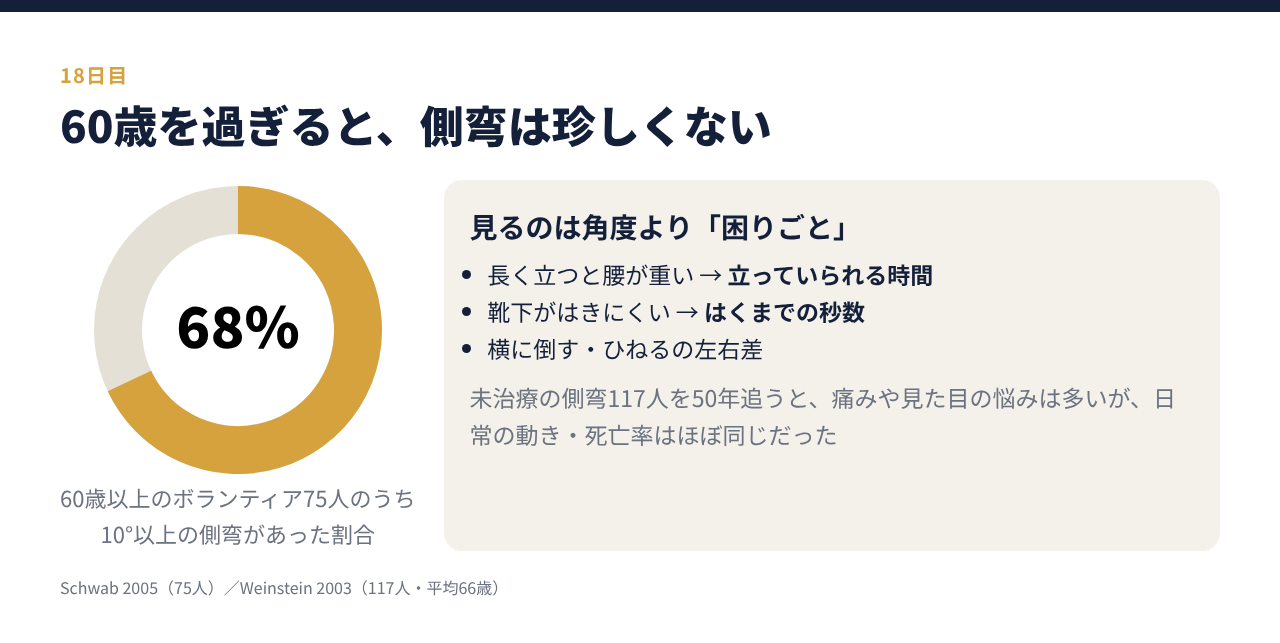 18日目
60歳を過ぎると、側弯は珍しくない
68%
60歳以上のボランティア75人のうち
10°以上の側弯があった割合
見るのは角度より「困りごと」
• 長く立つと腰が重い → 立っていられる時間
• 靴下がはきにくい → はくまでの秒数
• 横に倒す・ひねるの左右差
未治療の側弯117人を50年追うと、痛みや見た目の悩みは多いが、日
常の動き・死亡率はほぼ同じだった
Schwab 2005（75人）／Weinstein 2003（117人・平均66歳）